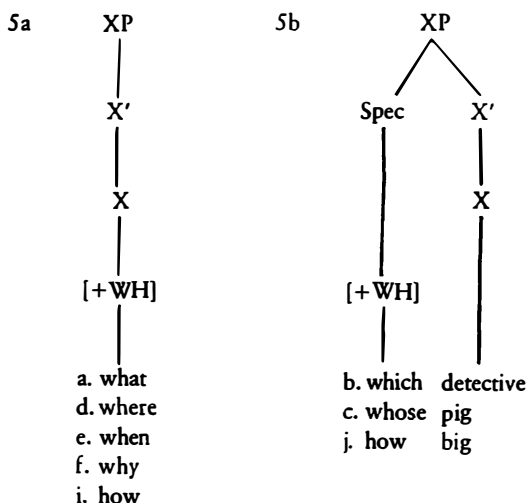 5a XP 5b XP
X' Spec X'
X X
[+WH] [+WH]
a. what b. which detective
d. where c. whose pig
e. when j. how big
f. why
i. how